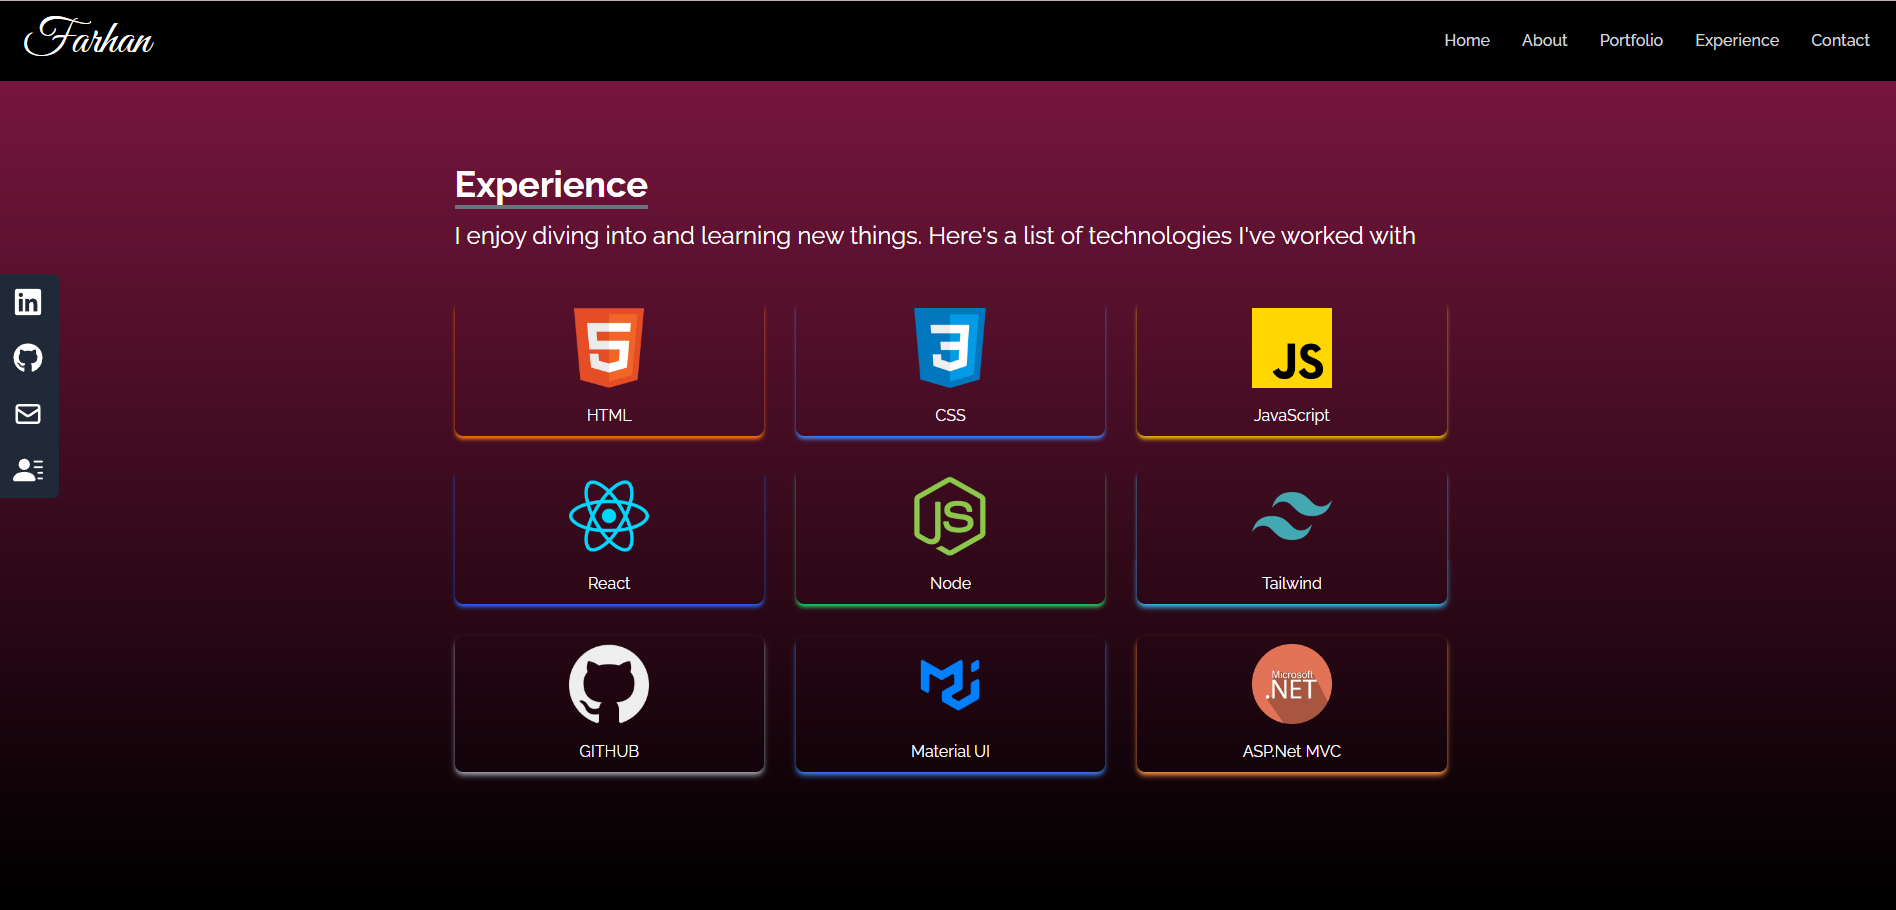 Farhan
Home About Portfolio Experience Contact
Experience
I enjoy diving into and learning new things. Here's a list of technologies I've worked with
in
5 3 JS
HTML CSS JavaScript
JS
React Node Tailwind
Microsoft
.NET
GITHUB Material UI ASP.Net MVC